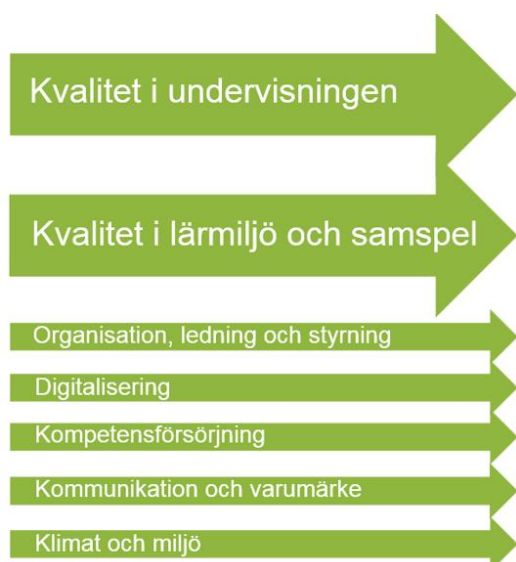 Kvalitet i undervisningen
Kvalitet i lärmiljö och samspel
Organisation, ledning och styrning
Digitalisering
Kompetensförsörjning
Kommunikation och varumärke
Klimat och miljö